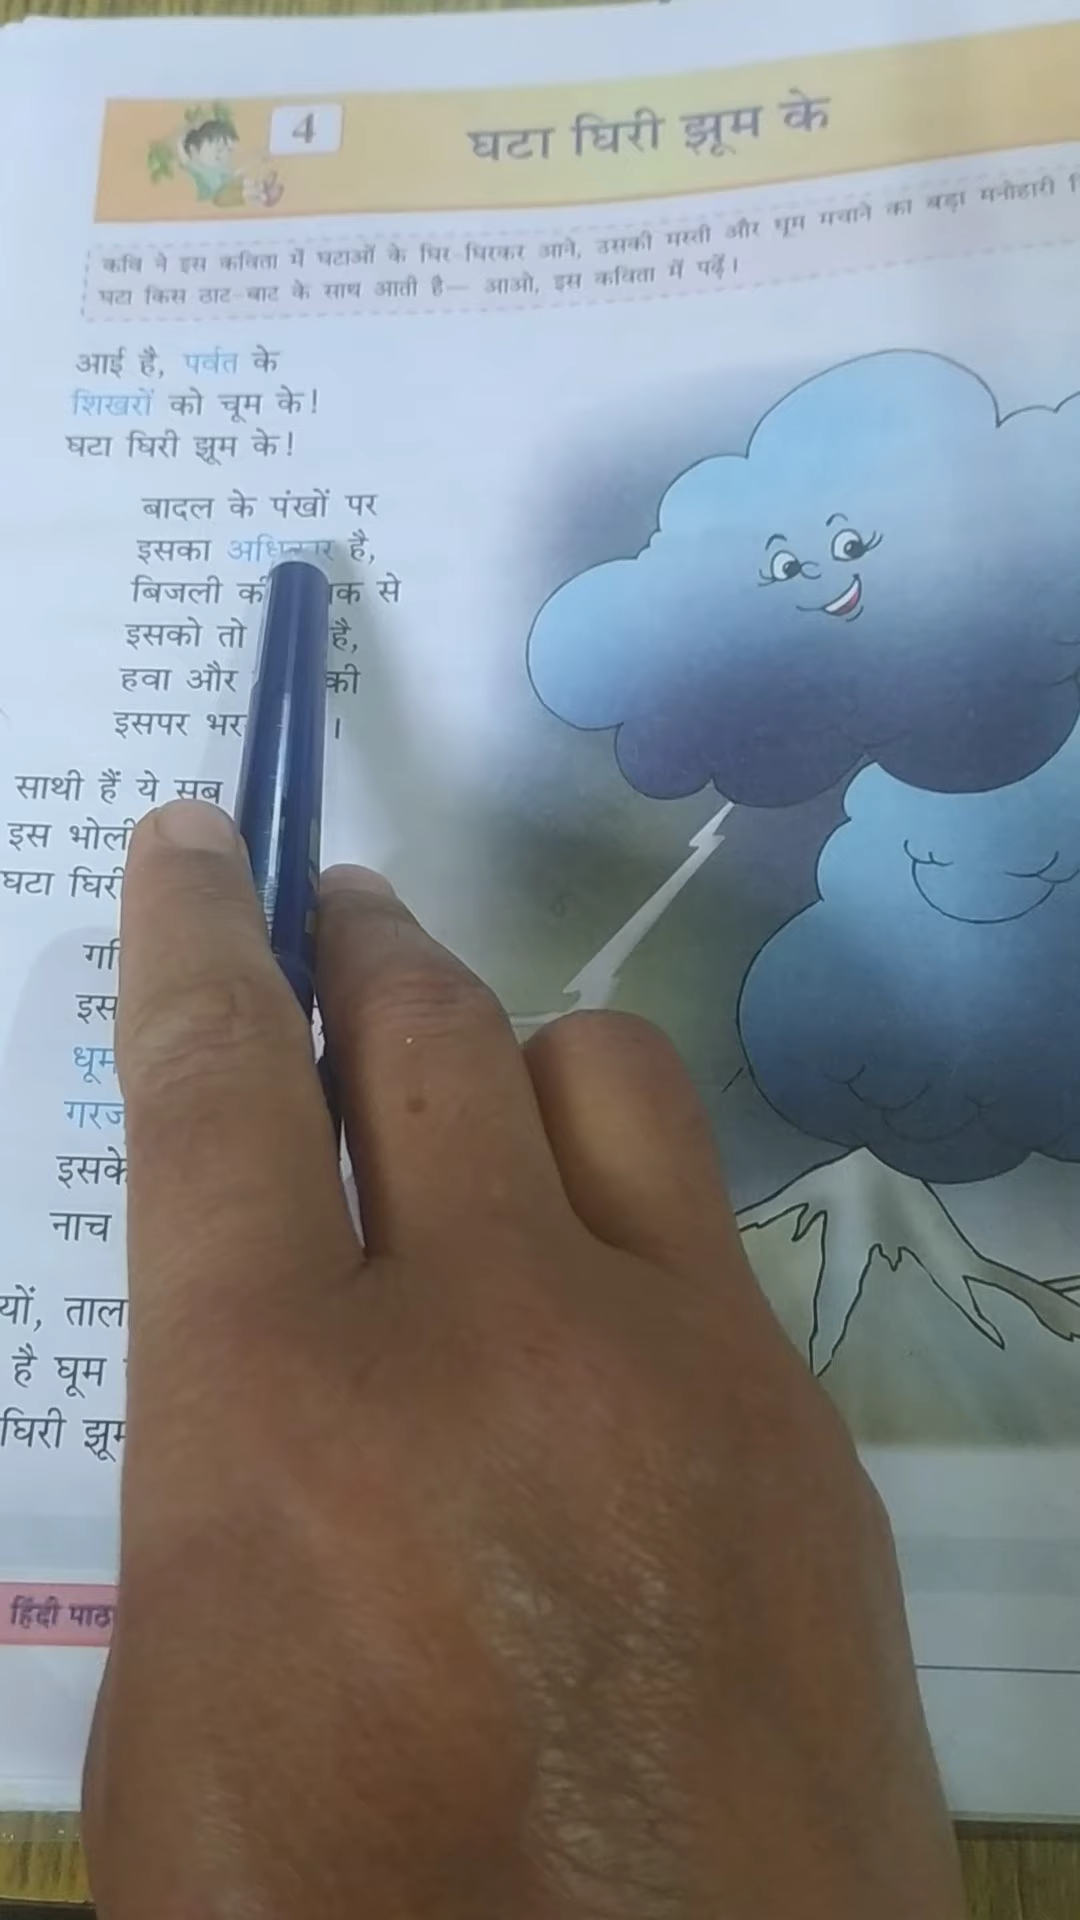 4
घटा घिरी झूम के
कवि ने इस कविता में घटाओं के घिर-घिरकर आने, उसकी मस्ती और धूम मचाने का बड़ा मनोहारी
घटा किस ठाट-बाट के साथ आती है— आओ, इस कविता में पढ़ें।
आई है, पर्वत के
शिखरों को चूम के!
घटा घिरी झूम के!
बादल के पंखों पर
इसका अधिकार है,
बिजली की से
इसको तो है,
हवा और की
इसपर भर ।
साथी हैं ये सब
इस भोली
घटा घिरी
इस
धूम
गरज
इसके
नाच
यों, ताल
है घूम
घिरी झूम
हिंदी पाठ